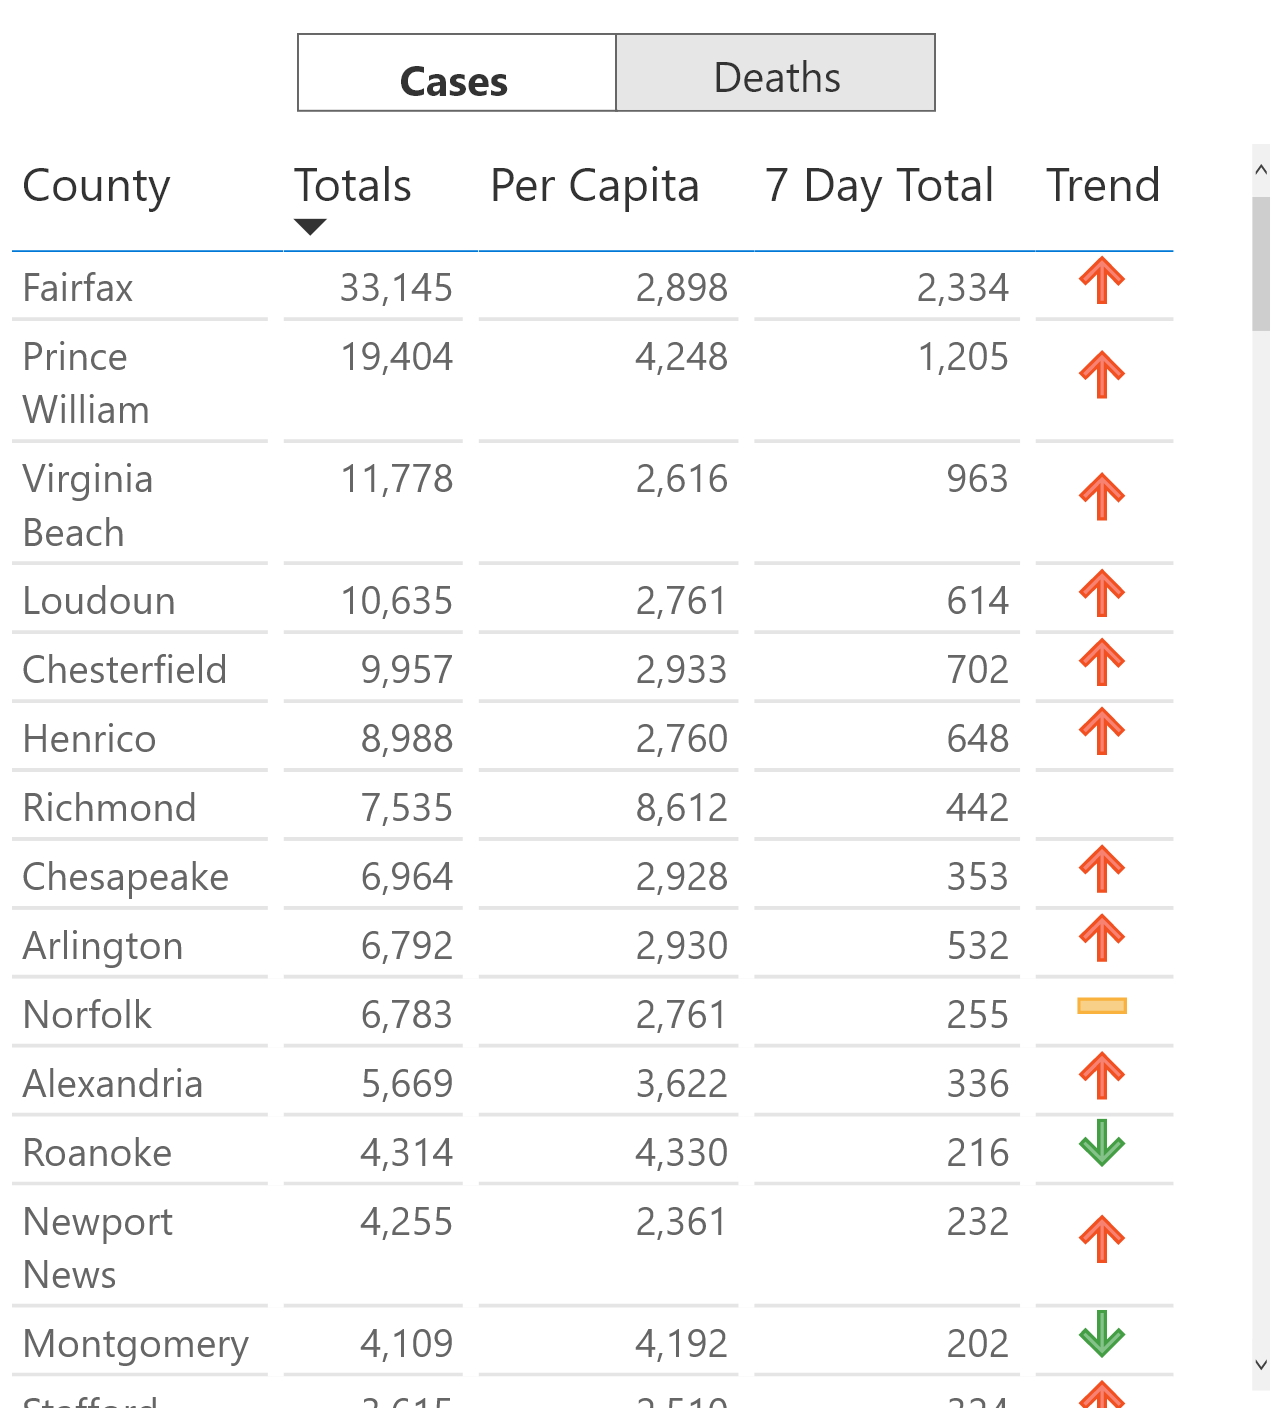 Cases Deaths
County Totals Per Capita 7 Day Total Trend
Fairfax 33,145 2,898 2,334
Prince 19,404 4,248 1,205
William
Virginia 11,778 2,616 963
Beach
Loudoun 10,635 2,761 614
Chesterfield 9,957 2,933 702
Henrico 8,988 2,760 648
Richmond 7,535 8,612 442
Chesapeake 6,964 2,928 353
Arlington 6,792 2,930 532
Norfolk 6,783 2,761 255
Alexandria 5,669 3,622 336
Roanoke 4,314 4,330 216
Newport 4,255 2,361 232
News
Montgomery 4,109 4,192 202